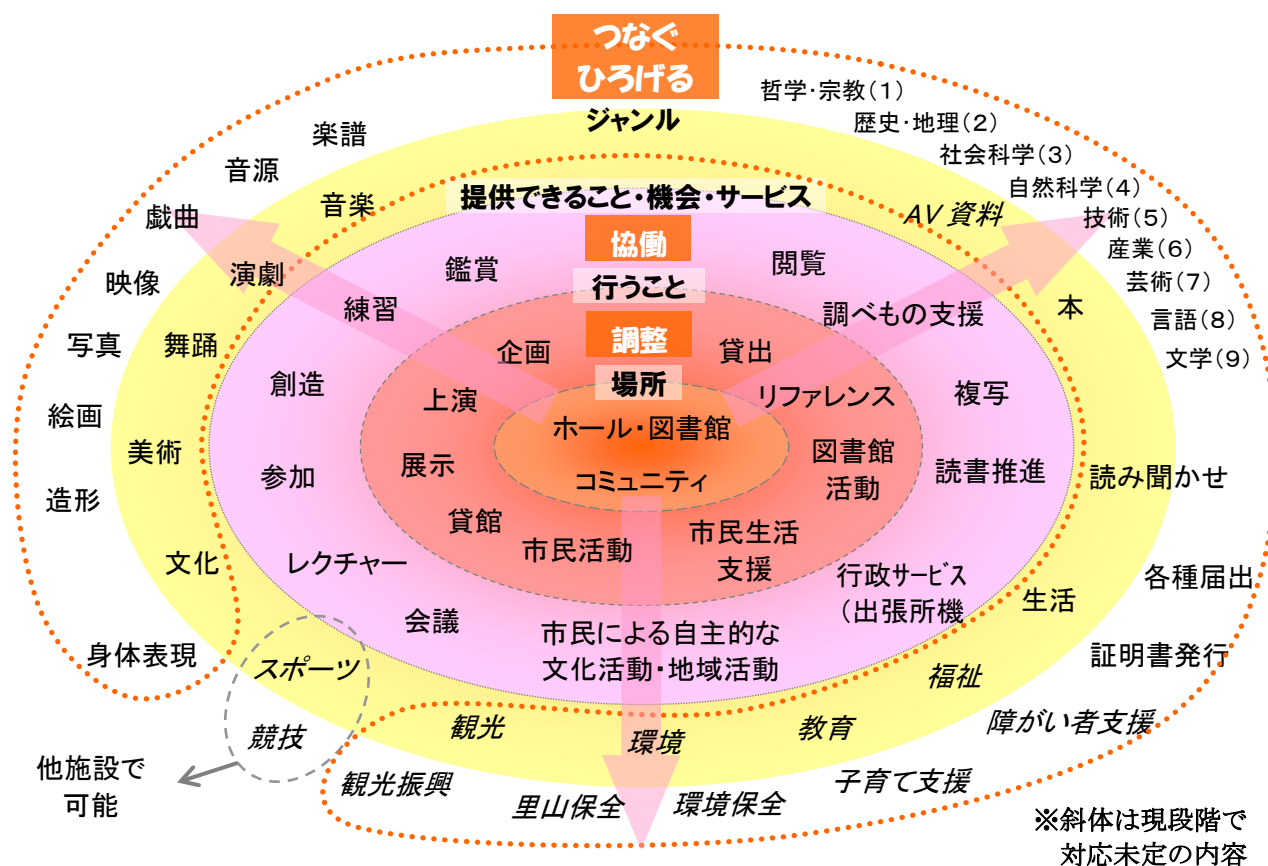 つなぐ
ひろげる
ジャンル
哲学・宗教(1)
歴史・地理(2)
社会科学(3)
自然科学(4)
技術(5)
産業(6)
芸術(7)
言語(8)
文学(9)
楽譜
音源
戯曲
映像
写真
絵画
造形
身体表現
音楽
演劇
舞踊
美術
文化
スポーツ
競技
他施設で
可能
AV資料
本
読み聞かせ
生活
各種届出
証明書発行
福祉
障がい者支援
教育
子育て支援
環境
環境保全
里山保全
観光
観光振興
提供できること・機会・サービス
協働
鑑賞
練習
創造
参加
レクチャー
会議
市民による自主的な
文化活動・地域活動
閲覧
調べもの支援
複写
読書推進
行政サービス
(出張所機
行うこと
調整
企画
上演
展示
貸館
市民活動
市民生活
支援
貸出
リファレンス
図書館
活動
場所
ホール・図書館
コミュニティ
※斜体は現段階で
対応未定の内容